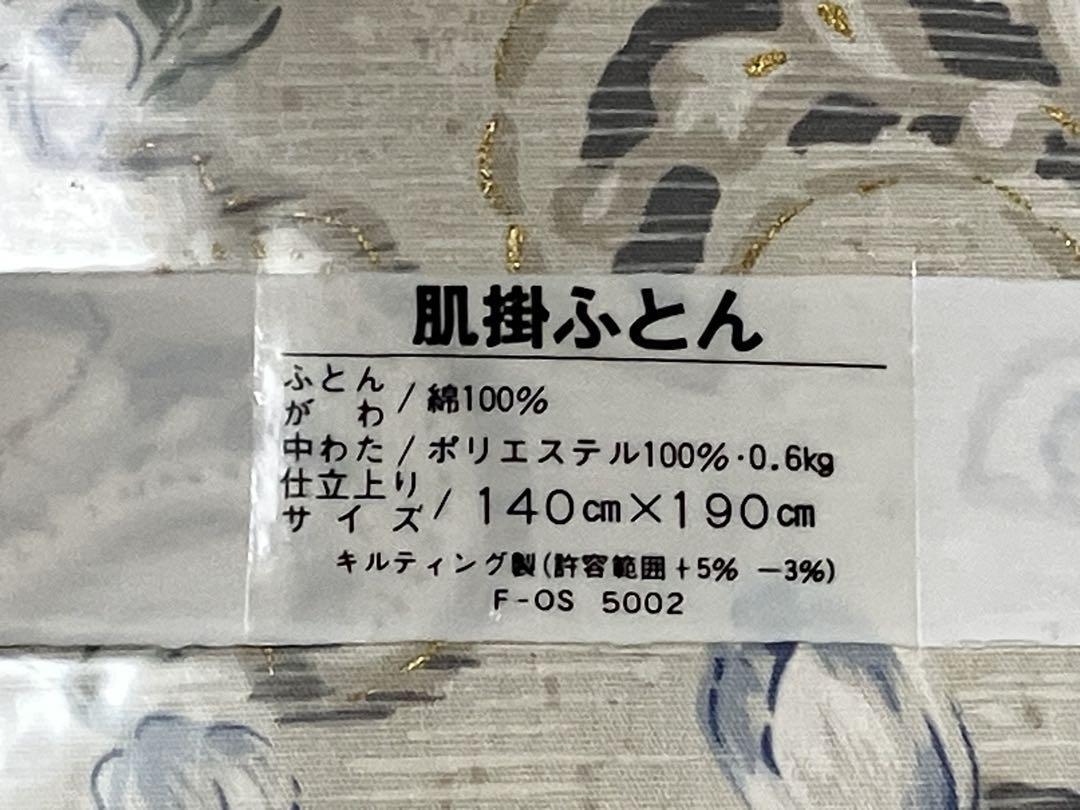 肌掛ふとん
ふとんがわ/綿100%
中わた/ポリエステル100%·0.6kg
仕立上りサイズ/140㎝×190㎝
キルティング製(許容範囲+5% −3%)
F-OS 5002